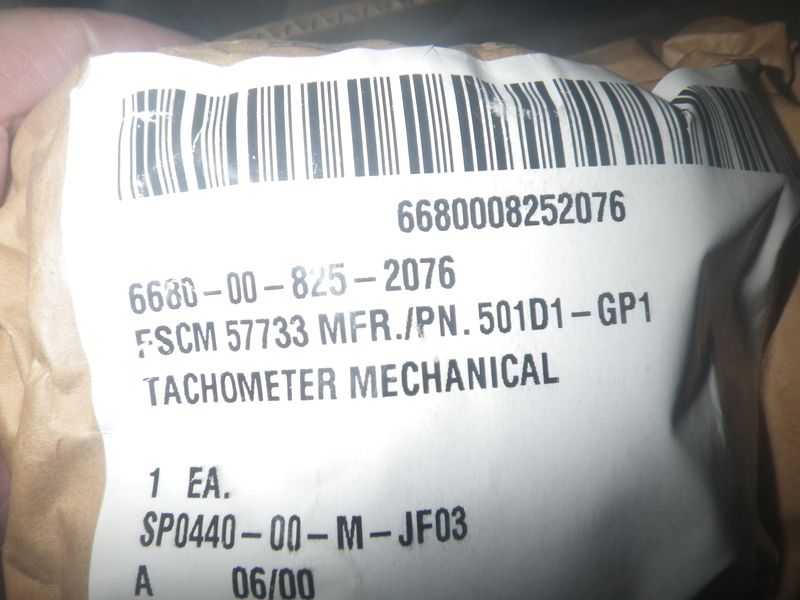 6680008252076
6680-00-825-2076
FSCM 57733 MFR./PN. 501D1-GP1
TACHOMETER MECHANICAL
1 EA.
SP0440-00-M-JF03
A 06/00